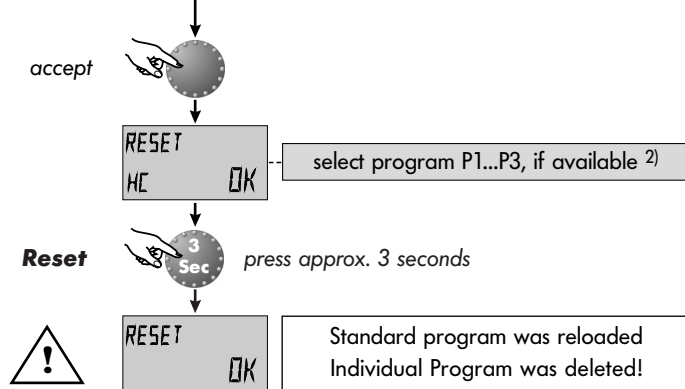 accept
RESET
HC OK
select program P1...P3, if available 2)
Reset
3
Sec
press approx. 3 seconds
!
RESET
OK
Standard program was reloaded
Individual Program was deleted!